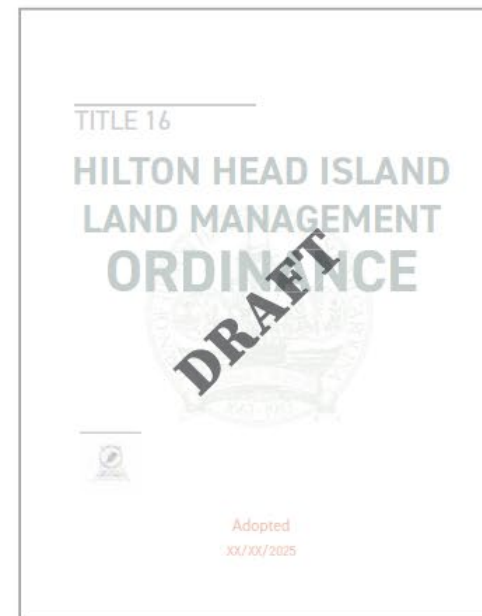 TITLE 16
HILTON HEAD ISLAND
LAND MANAGEMENT
ORDINANCE
DRAFT
Adopted
XX/XX/2025